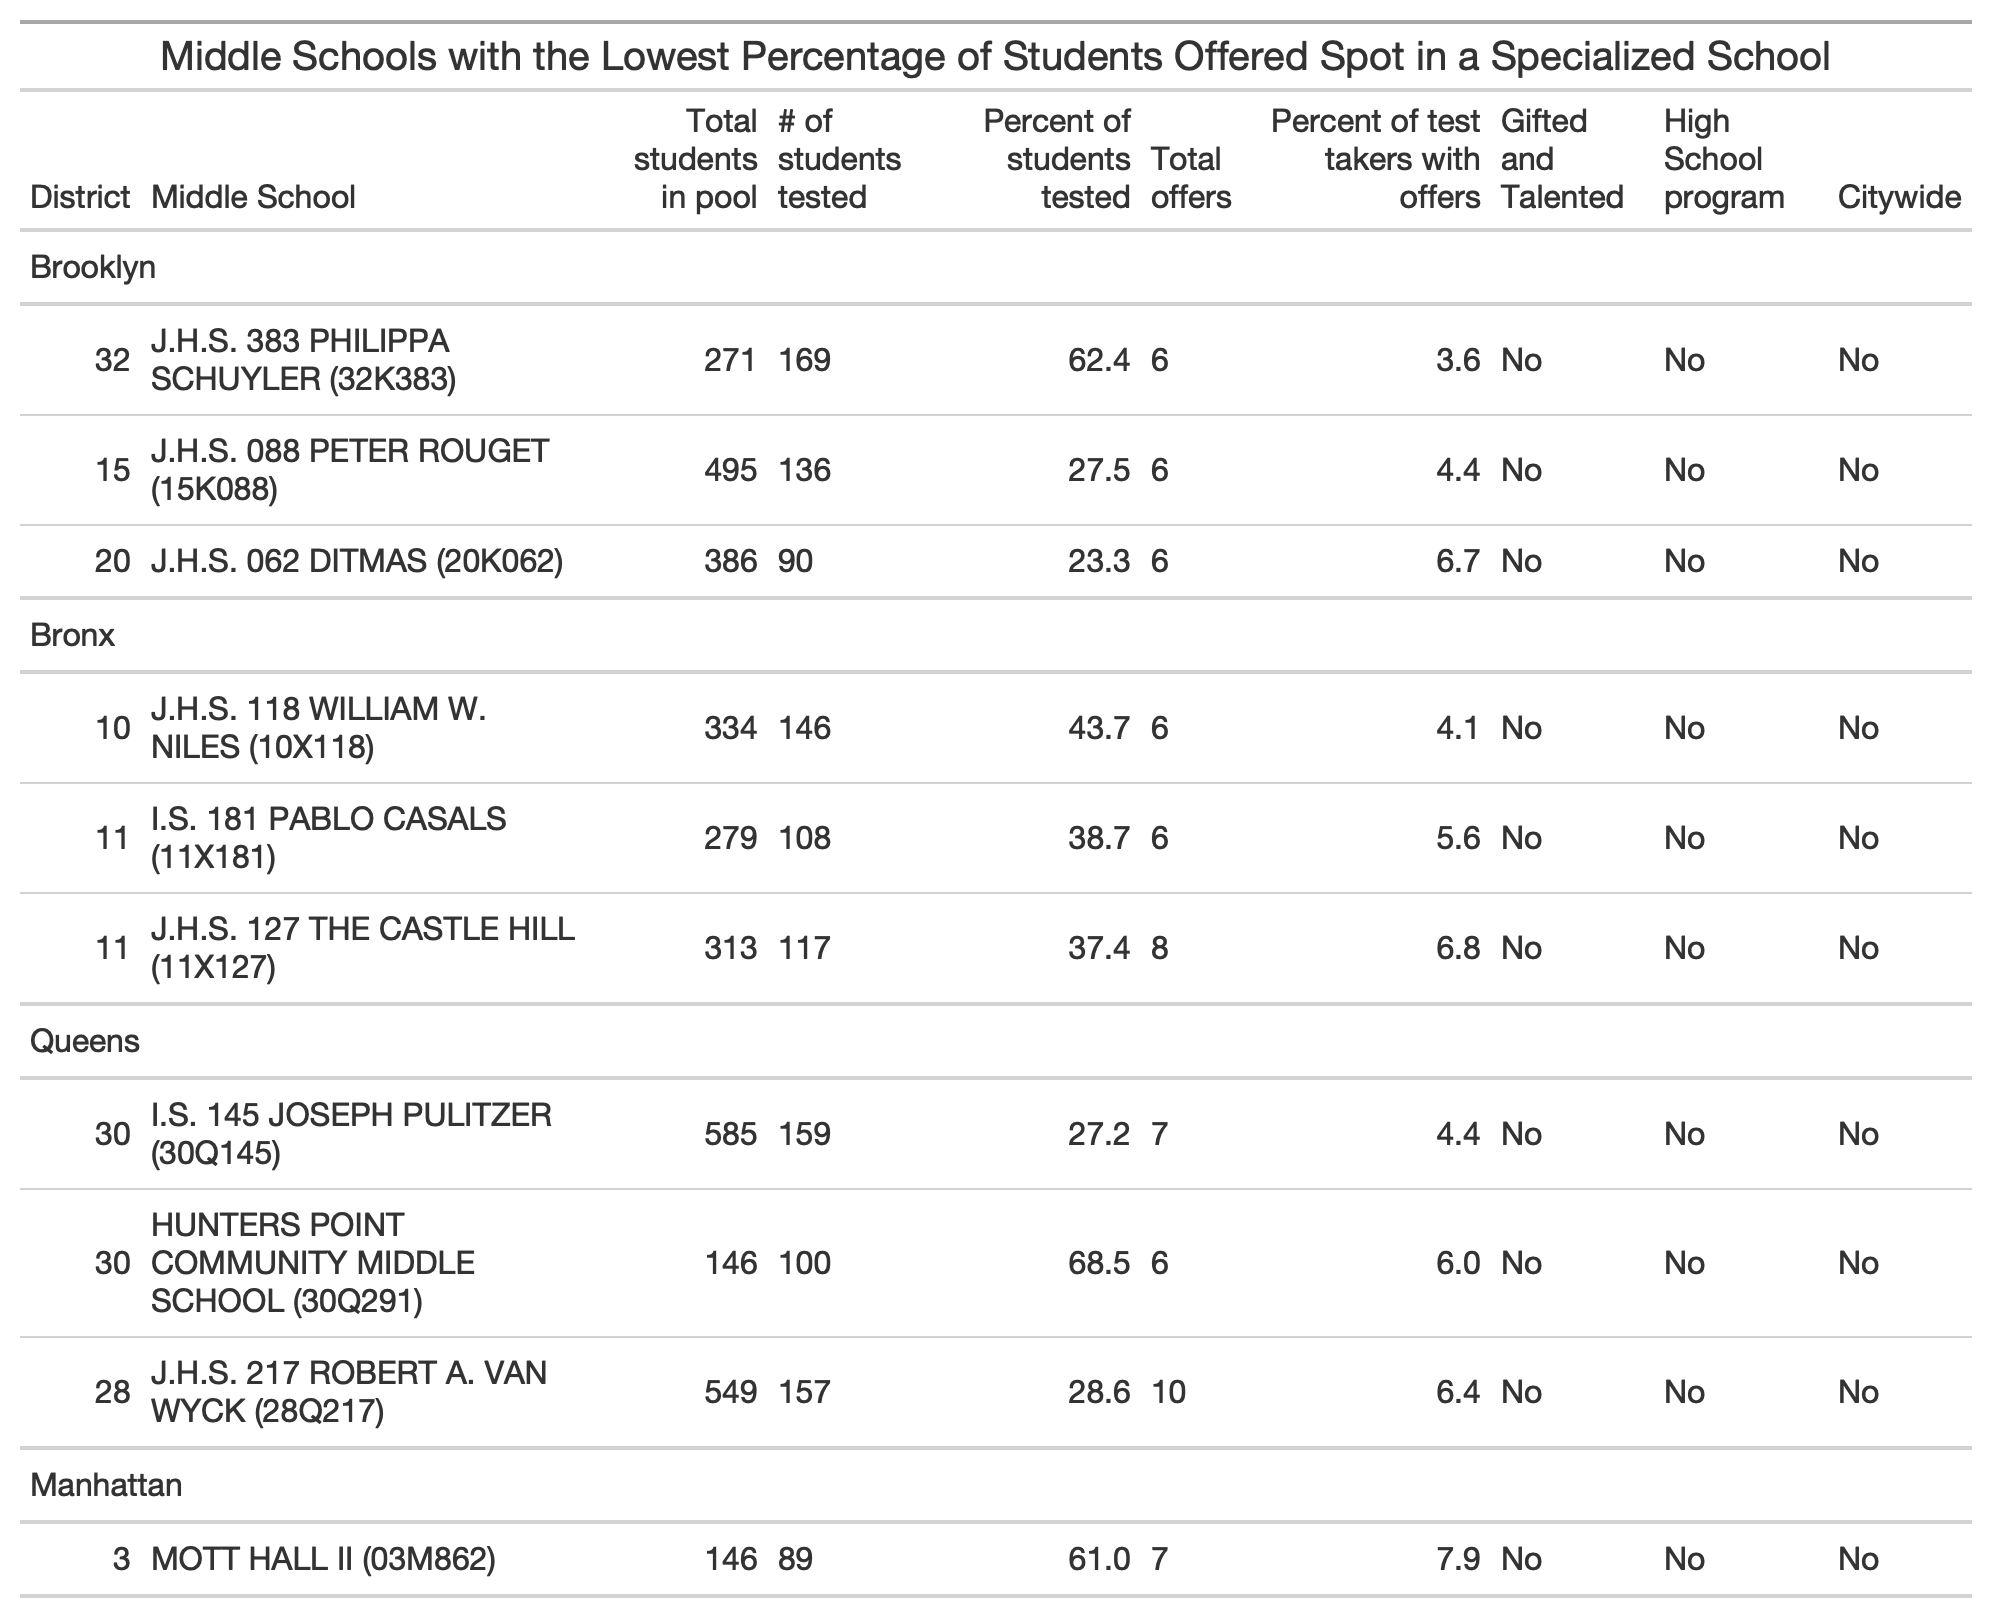 Middle Schools with the Lowest Percentage of Students Offered Spot in a Specialized School
District Middle School Total students in pool # of students tested Percent of students tested Total offers Percent of test takers with offers Gifted and Talented High School program Citywide
Brooklyn
32 J.H.S. 383 PHILIPPA SCHUYLER (32K383) 271 169 62.4 6 3.6 No No No
15 J.H.S. 088 PETER ROUGET (15K088) 495 136 27.5 6 4.4 No No No
20 J.H.S. 062 DITMAS (20K062) 386 90 23.3 6 6.7 No No No
Bronx
10 J.H.S. 118 WILLIAM W. NILES (10X118) 334 146 43.7 6 4.1 No No No
11 I.S. 181 PABLO CASALS (11X181) 279 108 38.7 6 5.6 No No No
11 J.H.S. 127 THE CASTLE HILL (11X127) 313 117 37.4 8 6.8 No No No
Queens
30 I.S. 145 JOSEPH PULITZER (30Q145) 585 159 27.2 7 4.4 No No No
30 HUNTERS POINT COMMUNITY MIDDLE SCHOOL (30Q291) 146 100 68.5 6 6.0 No No No
28 J.H.S. 217 ROBERT A. VAN WYCK (28Q217) 549 157 28.6 10 6.4 No No No
Manhattan
3 MOTT HALL II (03M862) 146 89 61.0 7 7.9 No No No